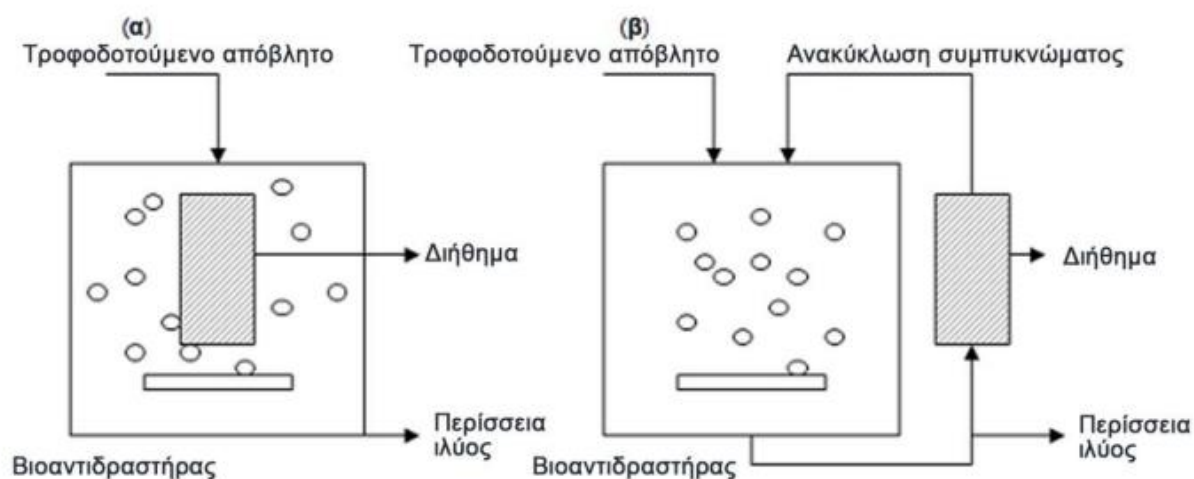 (α)
Τροφοδοτούμενο απόβλητο
(β)
Τροφοδοτούμενο απόβλητο
Ανακύκλωση συμπυκνώματος
Διήθημα
Διήθημα
Περίσσεια
ιλύος
Βιοαντιδραστήρας
Περίσσεια
ιλύος
Βιοαντιδραστήρας